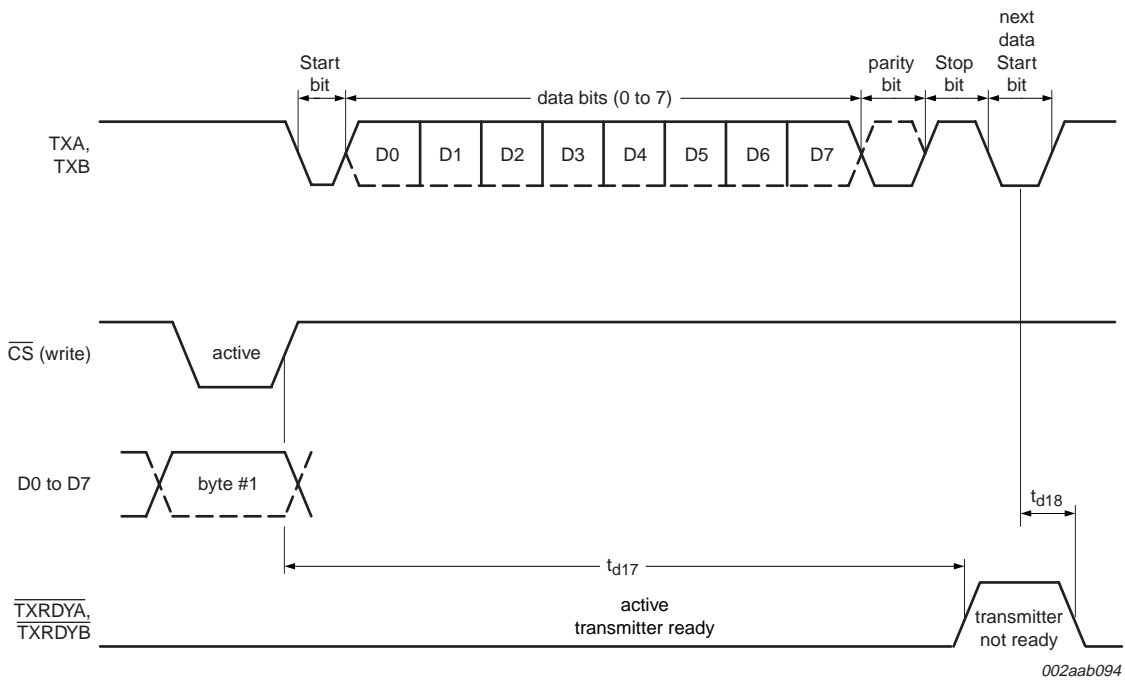 next
data
Start
bit
Start
bit
parity
bit
Stop
bit
data bits (0 to 7)
TXA,
TXB
D0 D1 D2 D3 D4 D5 D6 D7
CS (write)
active
D0 to D7
byte #1
td18
td17
TXRDYA,
TXRDYB
active
transmitter ready
transmitter
not ready
002aab094